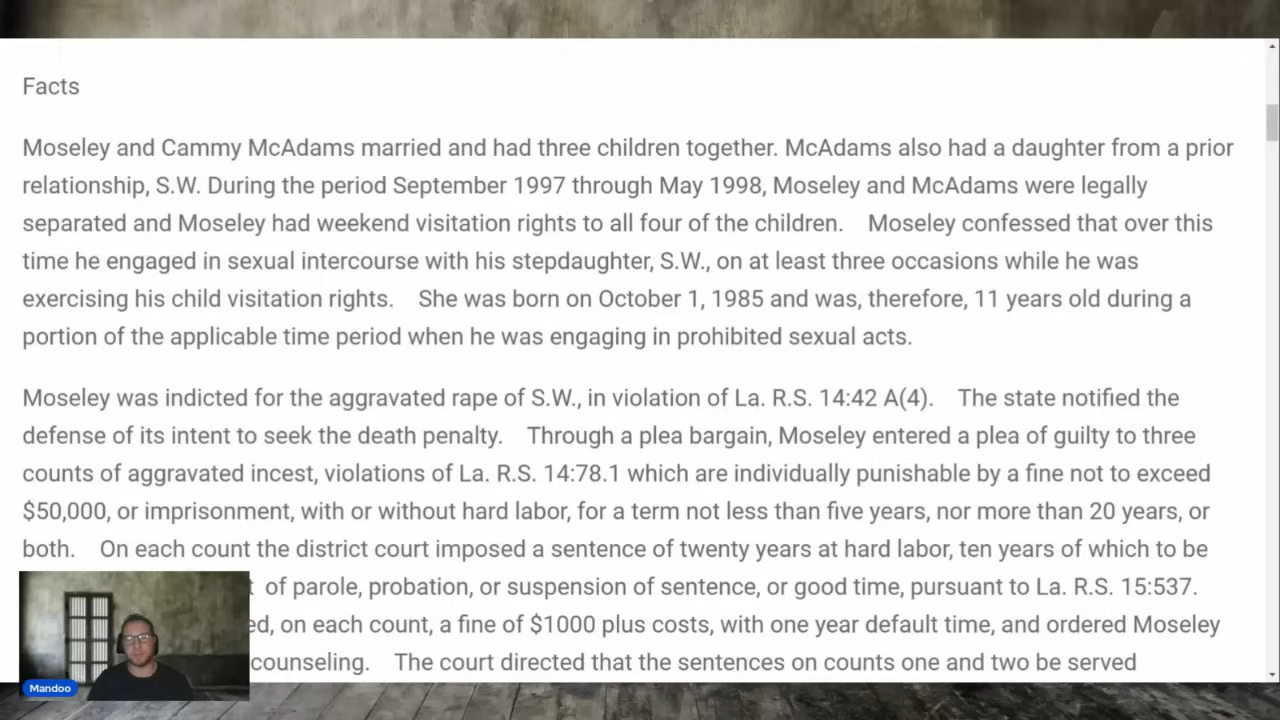 Facts
Moseley and Cammy McAdams married and had three children together. McAdams also had a daughter from a prior
relationship, S.W. During the period September 1997 through May 1998, Moseley and McAdams were legally
separated and Moseley had weekend visitation rights to all four of the children. Moseley confessed that over this
time he engaged in sexual intercourse with his stepdaughter, S.W., on at least three occasions while he was
exercising his child visitation rights. She was born on October 1, 1985 and was, therefore, 11 years old during a
portion of the applicable time period when he was engaging in prohibited sexual acts.
Moseley was indicted for the aggravated rape of S.W., in violation of La. R.S. 14:42 A(4). The state notified the
defense of its intent to seek the death penalty. Through a plea bargain, Moseley entered a plea of guilty to three
counts of aggravated incest, violations of La. R.S. 14:78.1 which are individually punishable by a fine not to exceed
$50,000, or imprisonment, with or without hard labor, for a term not less than five years, nor more than 20 years, or
both. On each count the district court imposed a sentence of twenty years at hard labor, ten years of which to be
of parole, probation, or suspension of sentence, or good time, pursuant to La. R.S. 15:537.
on each count, a fine of $1000 plus costs, with one year default time, and ordered Moseley
counseling. The court directed that the sentences on counts one and two be served
Mandoo